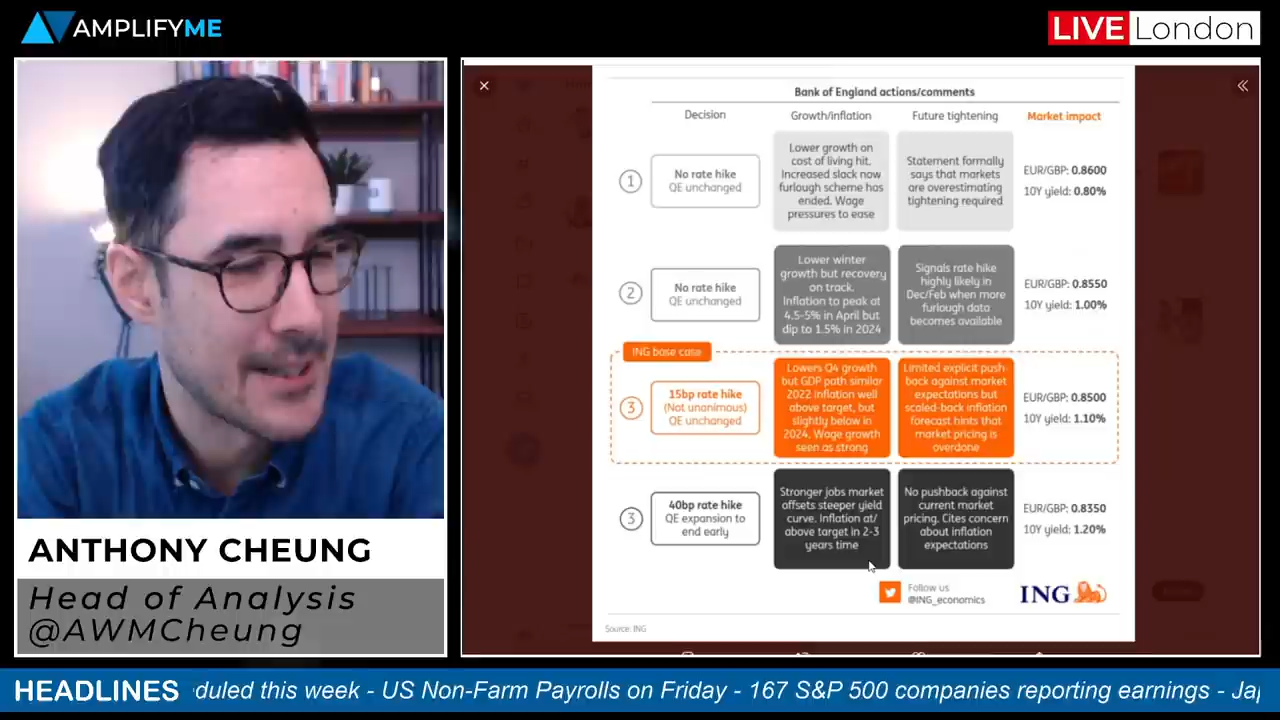 AMPLIFYME
LIVE London
Bank of England actions/comments
Decision
Growth/inflation
Future tightening
Market impact
1
No rate hike
QE unchanged
Lower growth on
cost of living hit.
Increased slack now
furlough scheme has
ended. Wage
pressures to ease
Statement formally
says that markets
are overestimating
tightening required
EUR/GBP: 0.8600
10Y yield: 0.80%
2
No rate hike
QE unchanged
Lower winter
growth but recovery
on track.
Inflation to peak at
4.5-5% in April but
dip to 1.5% in 2024
Signals rate hike
highly likely in
Dec/Feb when more
furlough data
becomes available
EUR/GBP: 0.8550
10Y yield: 1.00%
ING base case
3
15bp rate hike
(Not unanimous)
QE unchanged
Lowers Q4 growth
but GDP path similar
2022 inflation well
above target, but
slightly below in
2024. Wage growth
seen as strong
Limited explicit push-
back against market
expectations but
scaled-back inflation
forecast hints that
market pricing is
overdone
EUR/GBP: 0.8500
10Y yield: 1.10%
3
40bp rate hike
QE expansion to
end early
Stronger jobs market
offsets steeper yield
curve. Inflation at/
above target in 2-3
years time
No pushback against
current market
pricing. Cites concern
about inflation
expectations
EUR/GBP: 0.8350
10Y yield: 1.20%
Follow us
@ING_economics
ING
Source: ING
ANTHONY CHEUNG
Head of Analysis
@AWMCheung
HEADLINES duled this week - US Non-Farm Payrolls on Friday - 167 S&P 500 companies reporting earnings - Jap